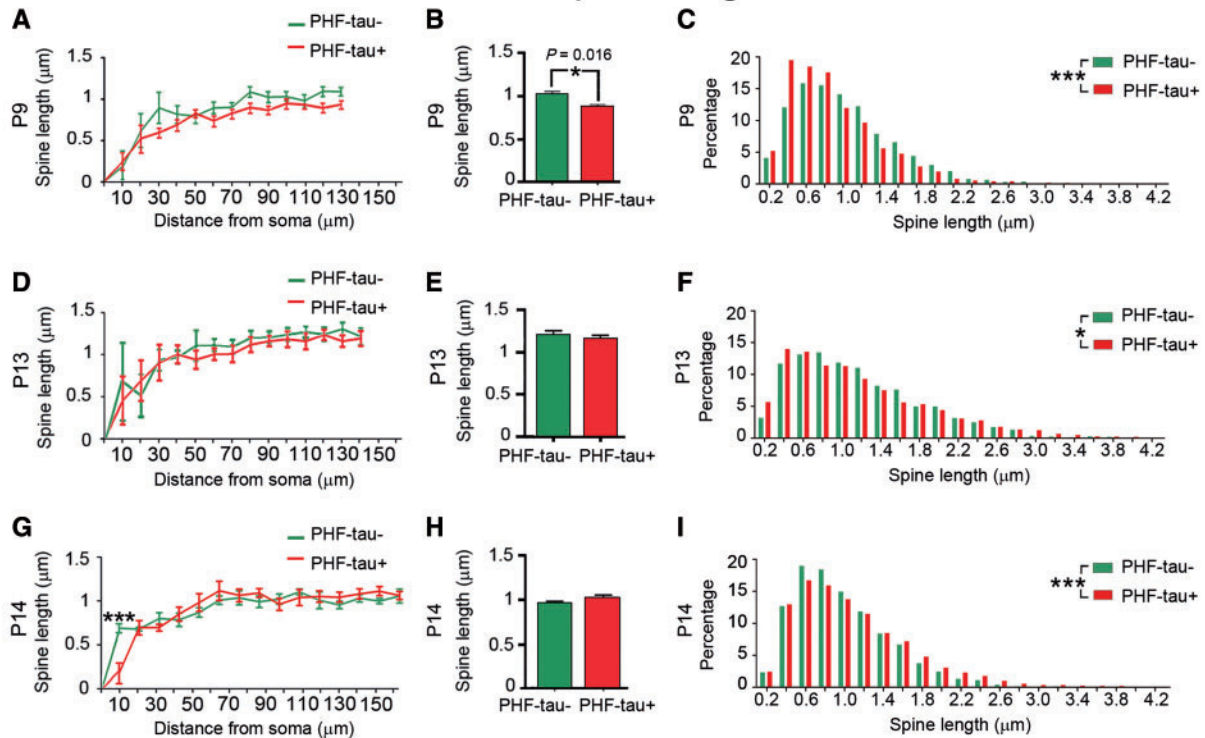 A
PHF-tau-
PHF-tau+
P9
Spine length (μm)
1.5
1
0.5
0
10 30 50 70 90 110 130 150
Distance from soma (μm)
B
P = 0.016
*
P9
Spine length (μm)
1.5
1.0
0.5
0
PHF-tau- PHF-tau+
C
PHF-tau-
***
PHF-tau+
P9
Percentage
20
15
10
5
0
0.2 0.6 1.0 1.4 1.8 2.2 2.6 3.0 3.4 3.8 4.2
Spine length (μm)
D
PHF-tau-
PHF-tau+
P13
Spine length (μm)
1.5
1
0.5
0
10 30 50 70 90 110 140
Distance from soma (μm)
E
P13
Spine length (μm)
1.5
1.0
0.5
0
PHF-tau- PHF-tau+
F
PHF-tau-
*
PHF-tau+
P13
Percentage
20
15
10
5
0
0.2 0.6 1.0 1.4 1.8 2.2 2.6 3.0 3.4 3.8 4.2
Spine length (μm)
G
PHF-tau-
PHF-tau+
P14
Spine length (μm)
1.5
1
0.5
0
***
10 30 50 70 90 110 130 150
Distance from soma (μm)
H
P14
Spine length (μm)
1.5
1.0
0.5
0
PHF-tau- PHF-tau+
I
PHF-tau-
***
PHF-tau+
P14
Percentage
20
15
10
5
0
0.2 0.6 1.0 1.4 1.8 2.2 2.6 3.0 3.4 3.8 4.2
Spine length (μm)